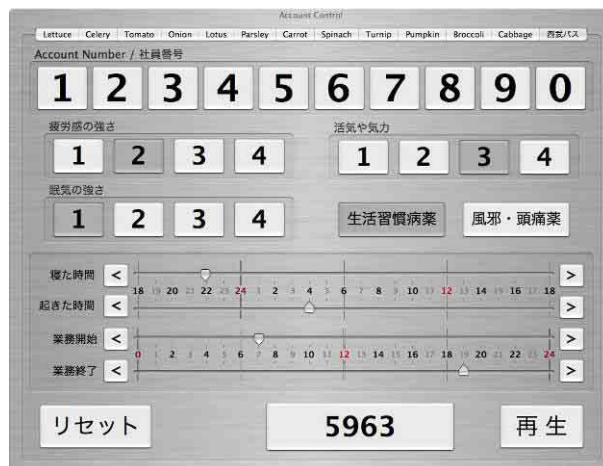 Account Control
Lettuce Celery Tomato Onion Lotus Parsley Carrot Spinach Turnip Pumpkin Broccoli Cabbage 西武バス
Account Number / 社員番号
1 2 3 4 5 6 7 8 9 0
疲労感の強さ 活気や気力
1 2 3 4 1 2 3 4
眠気の強さ
1 2 3 4 生活習慣病薬 風邪・頭痛薬
寝た時間 < >
18 19 20 21 22 23 24 1 2 3 4 5 6 7 8 9 10 11 12 13 14 15 16 17 18
起きた時間 < >
業務開始 < >
0 1 2 3 4 5 6 7 8 9 10 11 12 13 14 15 16 17 18 19 20 21 22 23 24
業務終了 < >
リセット 5963 再生